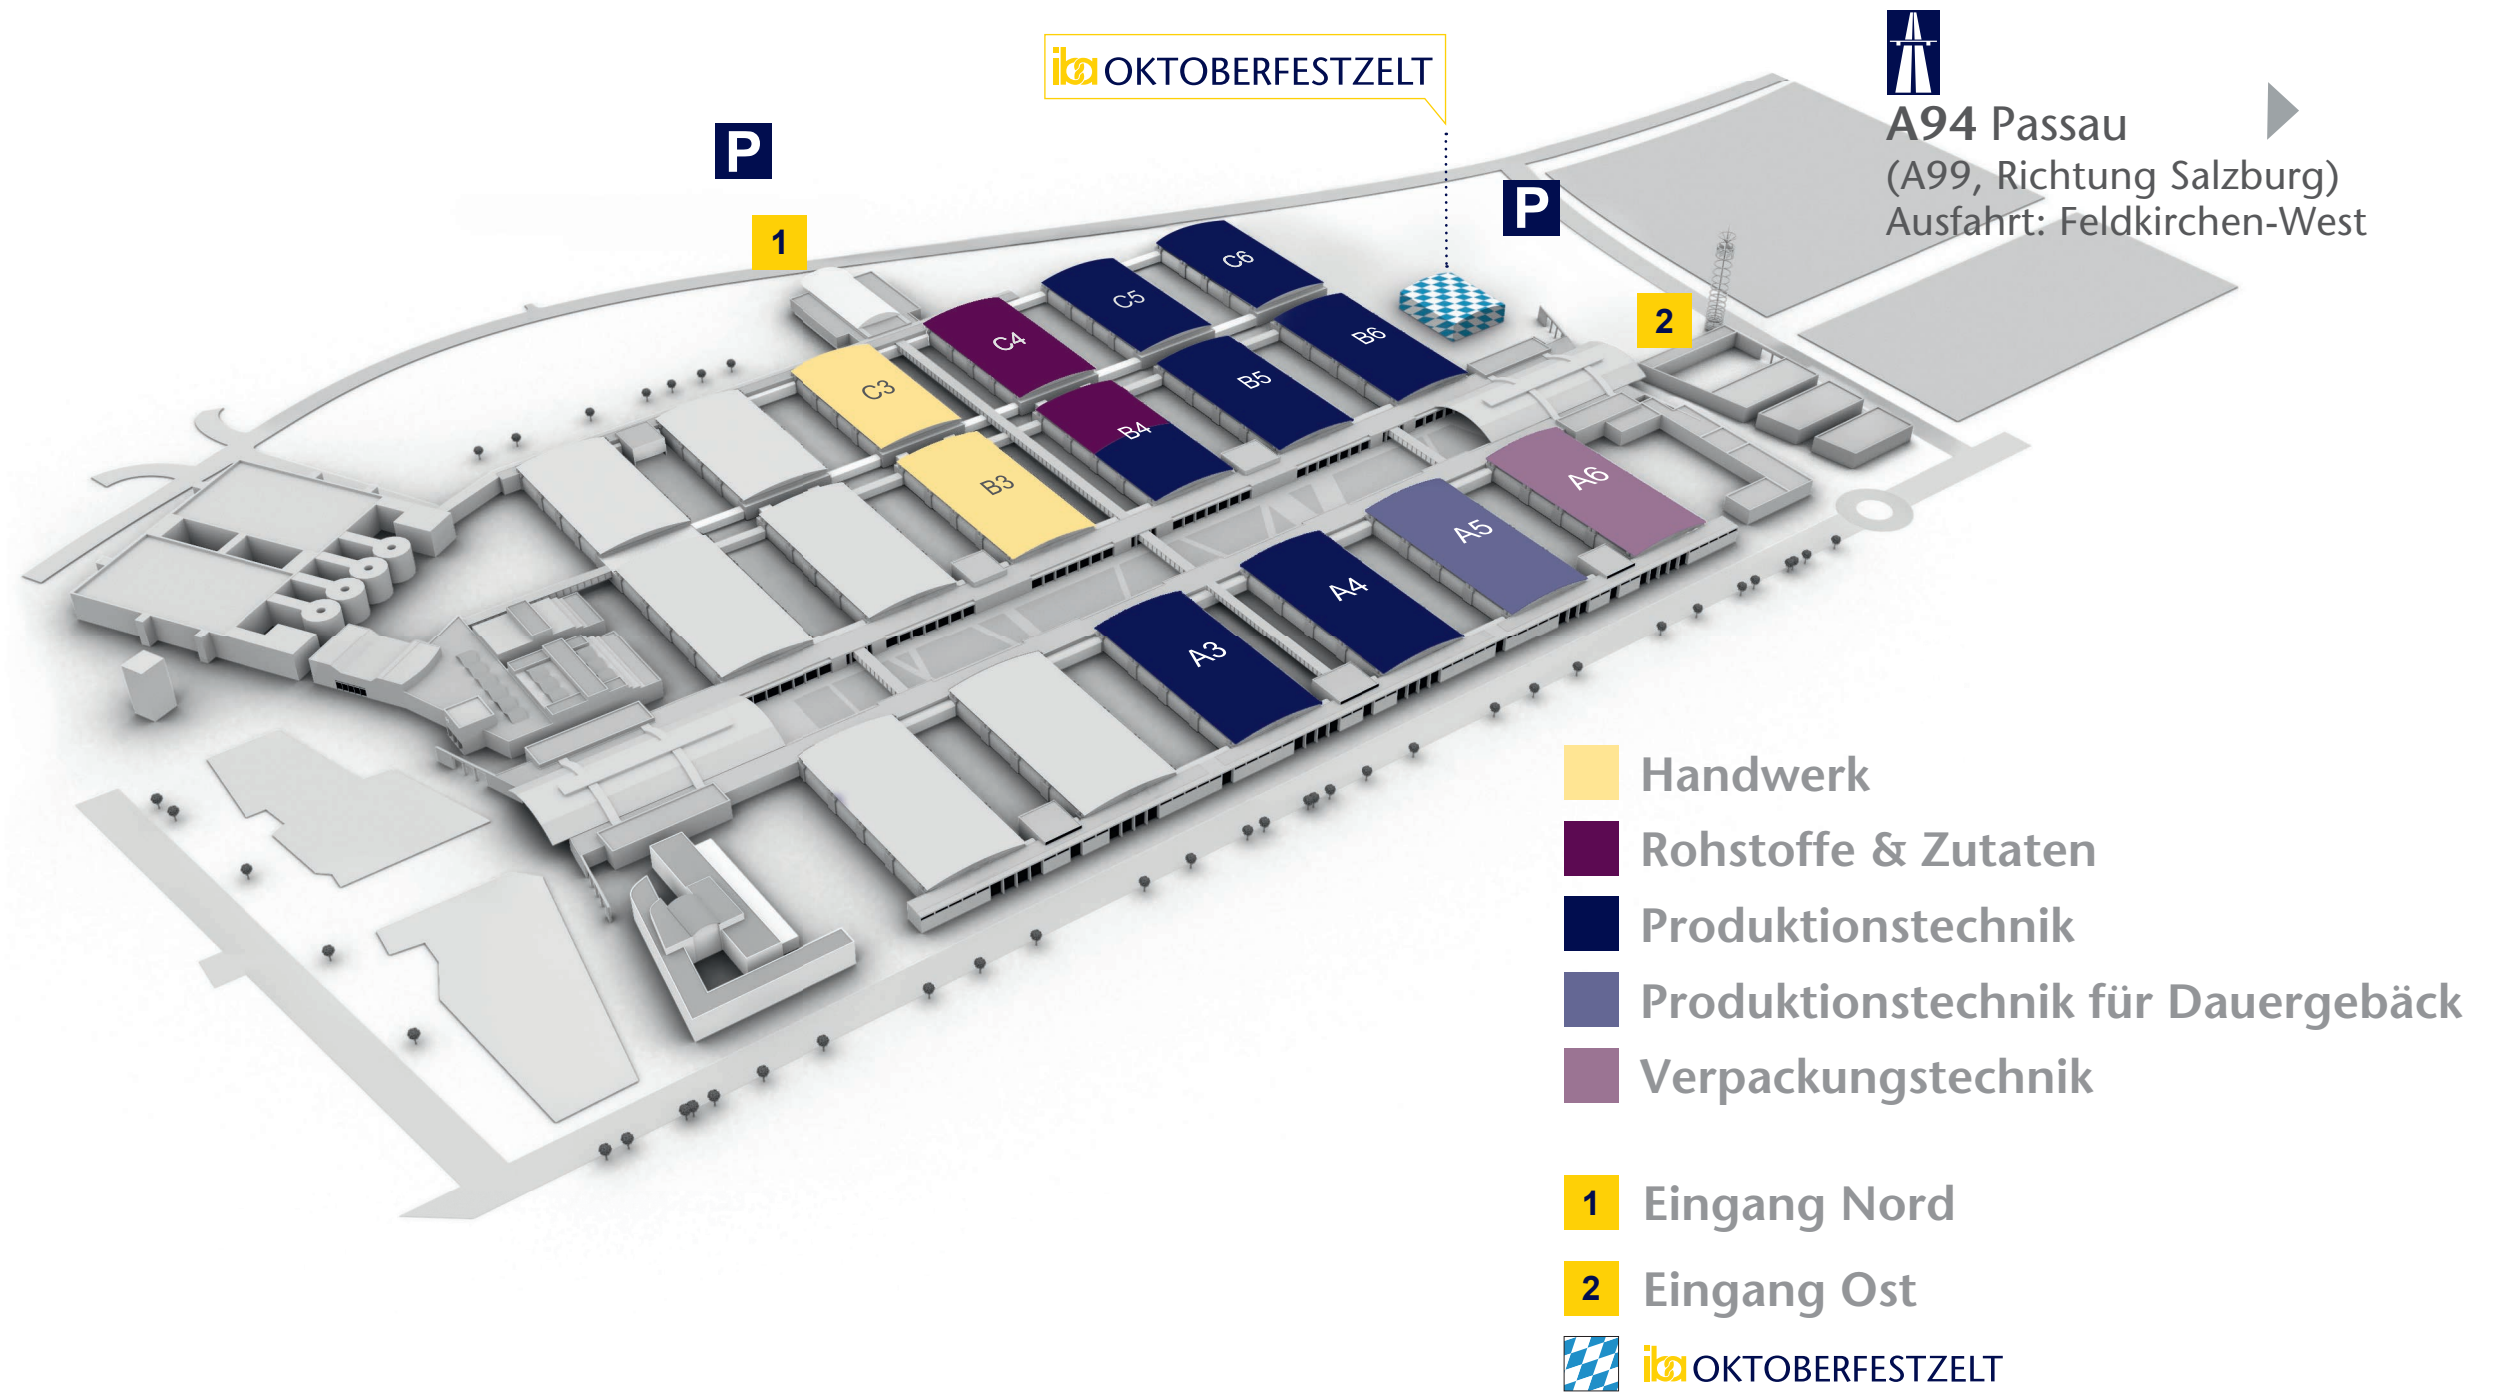 iba OKTOBERFESTZELT
A94 Passau
(A99, Richtung Salzburg)
Ausfahrt: Feldkirchen-West
P
P
1
2
C6
C5
C4
C3
B6
B5
B4
B3
A6
A5
A4
A3
Handwerk
Rohstoffe & Zutaten
Produktionstechnik
Produktionstechnik für Dauergebäck
Verpackungstechnik
1 Eingang Nord
2 Eingang Ost
iba OKTOBERFESTZELT